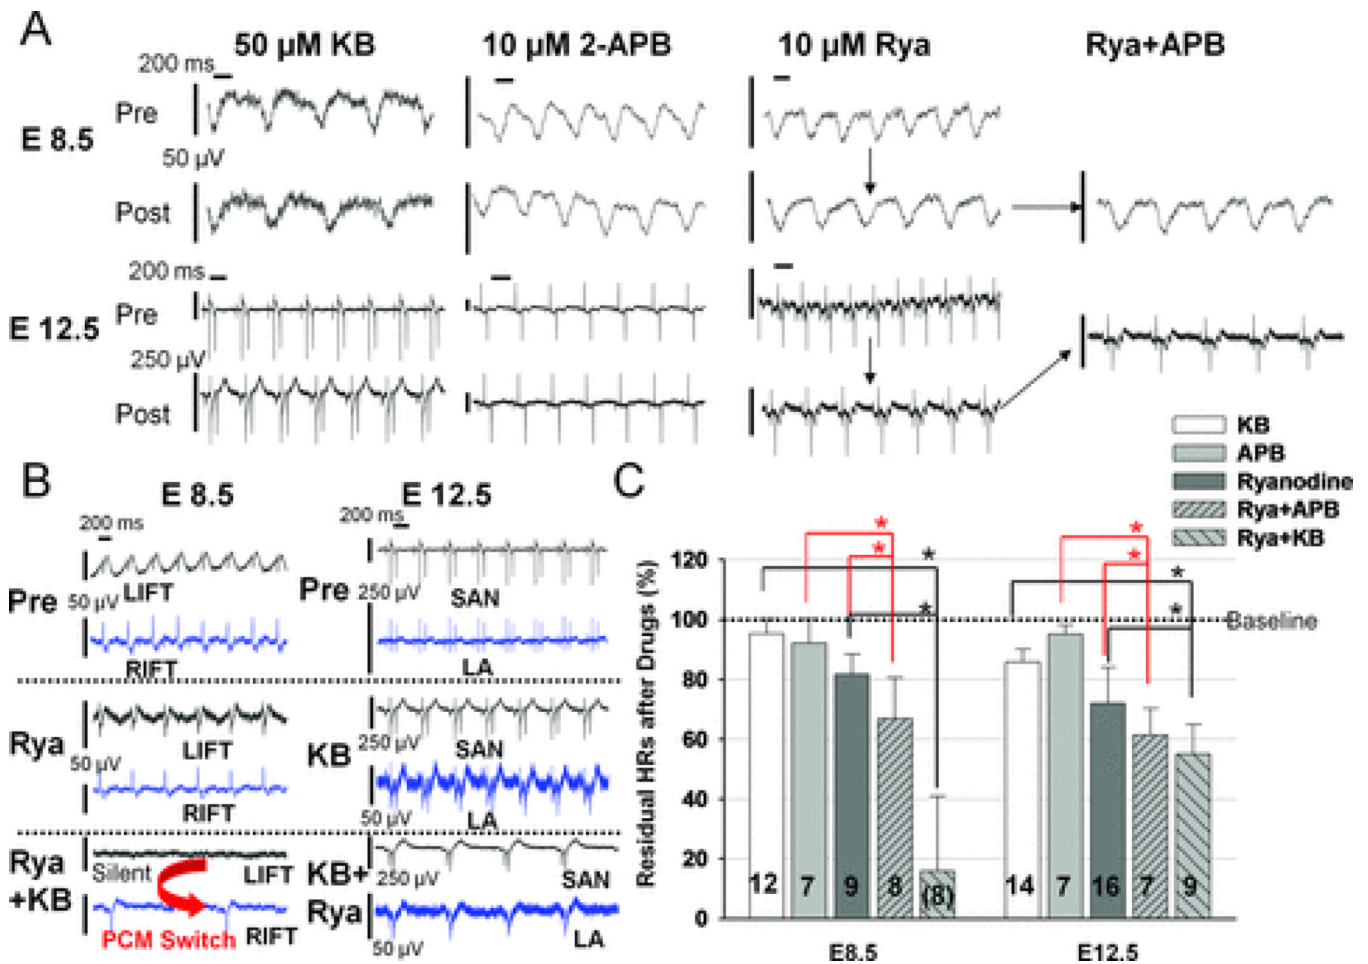 A
50 µM KB
10 µM 2-APB
10 µM Rya
Rya+APB
200 ms
Pre
E 8.5
50 µV
Post
200 ms
Pre
E 12.5
250 µV
Post
KB
APB
Ryanodine
Rya+APB
Rya+KB
B
E 8.5
E 12.5
200 ms
200 ms
Pre
50 µV
LIFT
RIFT
Pre
250 µV
SAN
LA
Rya
LIFT
50 µV
RIFT
KB
250 µV
SAN
50 µV
LA
Rya
+KB
Silent
LIFT
PCM Switch
RIFT
KB+
Rya
250 µV
SAN
50 µV
LA
C
Residual HRs after Drugs (%)
120
100
80
60
40
20
0
* * * *
* * * *
Baseline
12 7 9 8 (8)
14 7 16 7 9
E8.5
E12.5